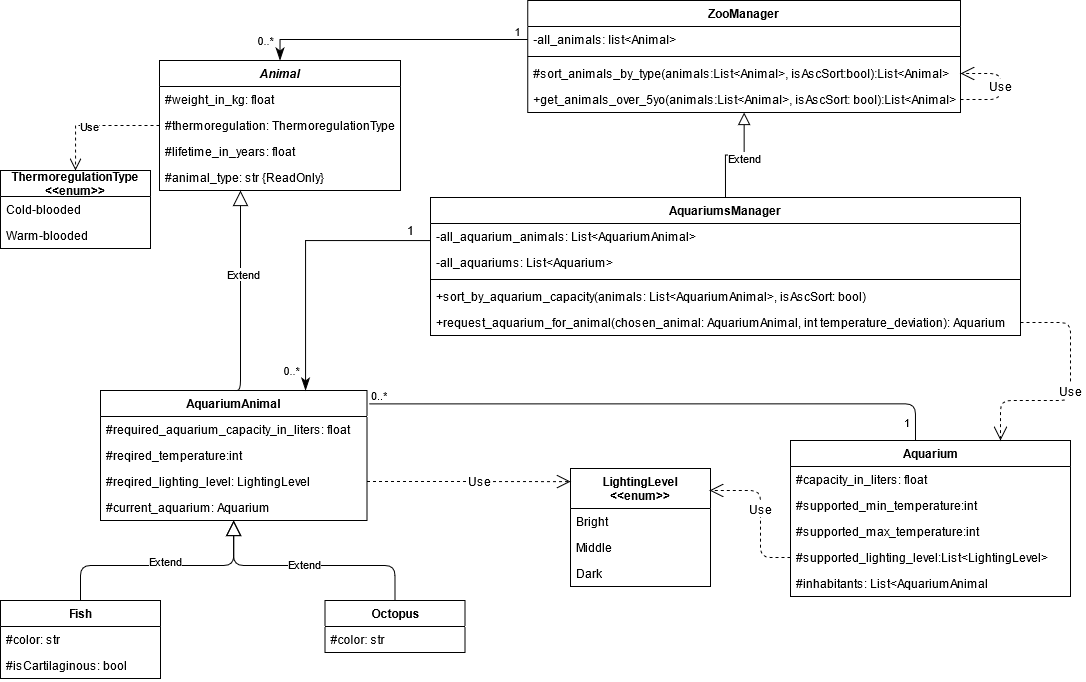 ZooManager
-all_animals: list<Animal>
#sort_animals_by_type(animals:List<Animal>, isAscSort:bool):List<Animal>
+get_animals_over_5yo(animals:List<Animal>, isAscSort: bool):List<Animal>
Use
1
0..*
Animal
#weight_in_kg: float
#thermoregulation: ThermoregulationType
#lifetime_in_years: float
#animal_type: str {ReadOnly}
Use
ThermoregulationType
<<enum>>
Cold-blooded
Warm-blooded
Extend
AquariumsManager
-all_aquarium_animals: List<AquariumAnimal>
-all_aquariums: List<Aquarium>
+sort_by_aquarium_capacity(animals: List<AquariumAnimal>, isAscSort: bool)
+request_aquarium_for_animal(chosen_animal: AquariumAnimal, int temperature_deviation): Aquarium
1
Extend
0..*
Use
AquariumAnimal
#required_aquarium_capacity_in_liters: float
#reqired_temperature:int
#reqired_lighting_level: LightingLevel
#current_aquarium: Aquarium
0..*
1
Aquarium
#capacity_in_liters: float
#supported_min_temperature:int
#supported_max_temperature:int
#supported_lighting_level:List<LightingLevel>
#inhabitants: List<AquariumAnimal
Use
LightingLevel
<<enum>>
Bright
Middle
Dark
Use
Extend
Extend
Fish
#color: str
#isCartilaginous: bool
Octopus
#color: str